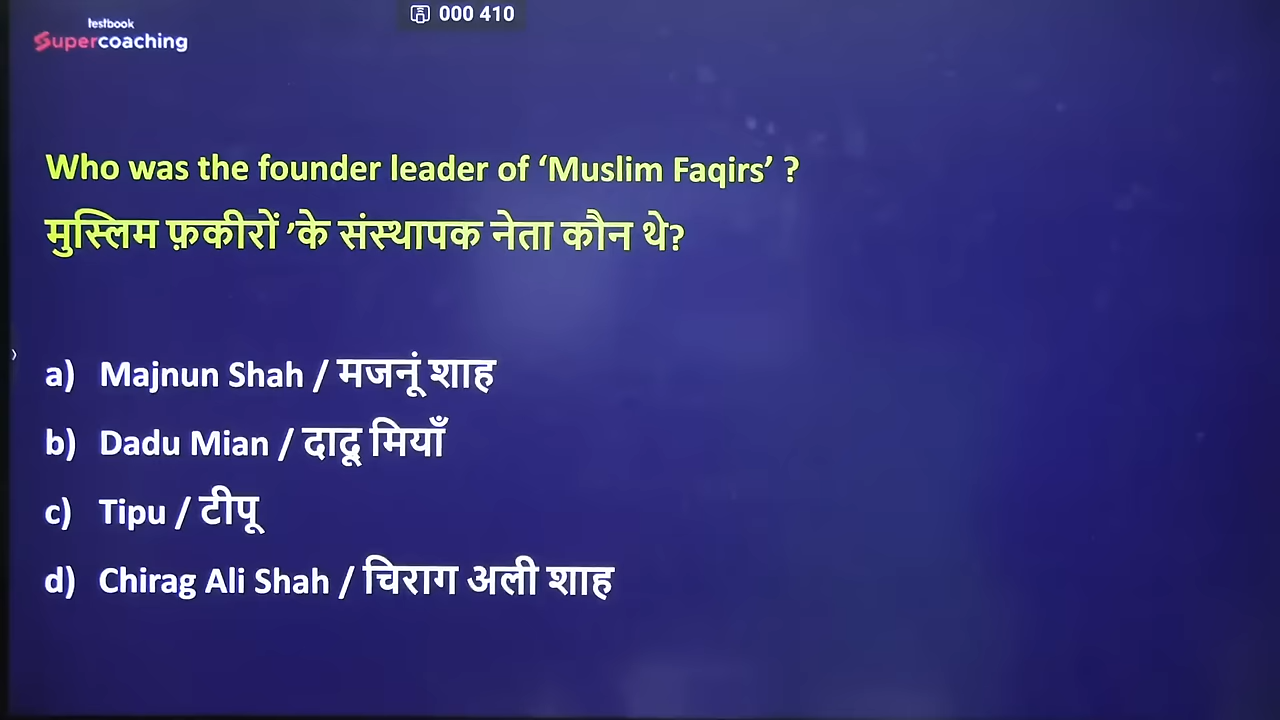 testbook
Supercoaching
000 410
Who was the founder leader of ‘Muslim Faqirs’ ?
मुस्लिम फ़कीरों ’के संस्थापक नेता कौन थे?
a) Majnun Shah / मजनूं शाह
b) Dadu Mian / दादू मियाँ
c) Tipu / टीपू
d) Chirag Ali Shah / चिराग अली शाह